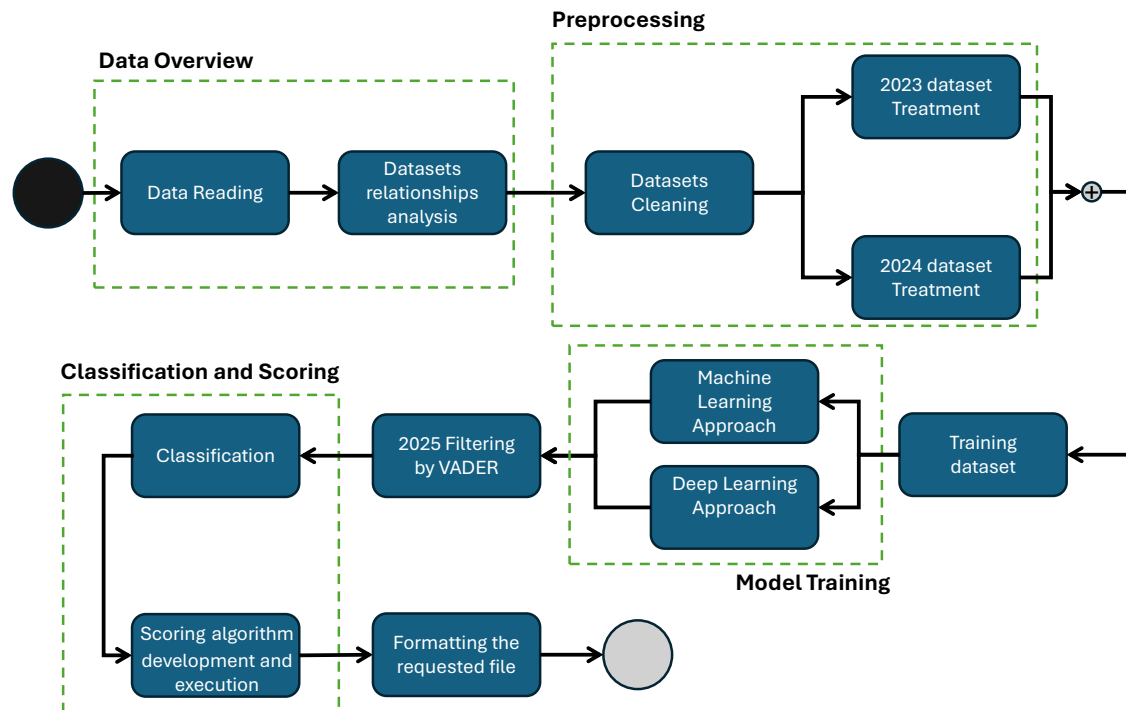 Preprocessing
Data Overview
2023 dataset
Treatment
Data Reading
Datasets
relationships
analysis
Datasets
Cleaning
2024 dataset
Treatment
Classification and Scoring
Machine
Learning
Approach
Classification
2025 Filtering
by VADER
Training
dataset
Deep Learning
Approach
Model Training
Scoring algorithm
development and
execution
Formatting the
requested file